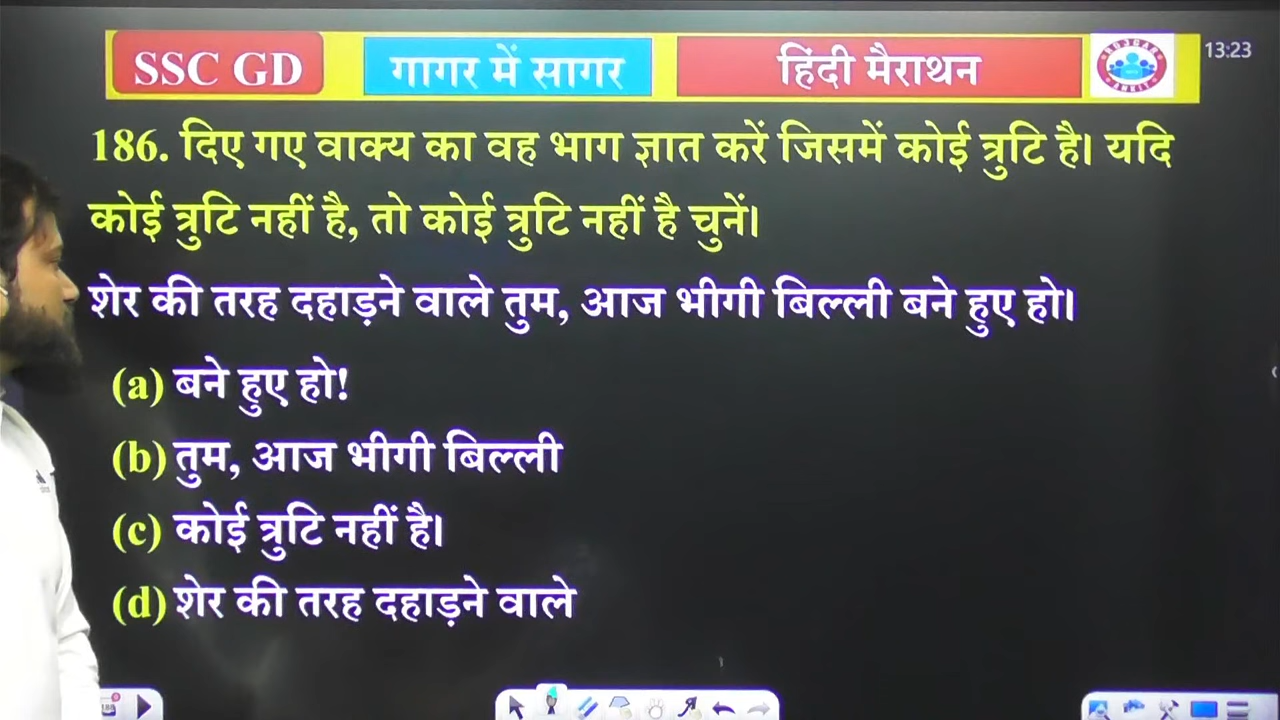 SSC GD गागर में सागर हिंदी मैराथन 13:23
186. दिए गए वाक्य का वह भाग ज्ञात करें जिसमें कोई त्रुटि है। यदि
कोई त्रुटि नहीं है, तो कोई त्रुटि नहीं है चुनें।
शेर की तरह दहाड़ने वाले तुम, आज भीगी बिल्ली बने हुए हो।
(a) बने हुए हो!
(b) तुम, आज भीगी बिल्ली
(c) कोई त्रुटि नहीं है।
(d) शेर की तरह दहाड़ने वाले